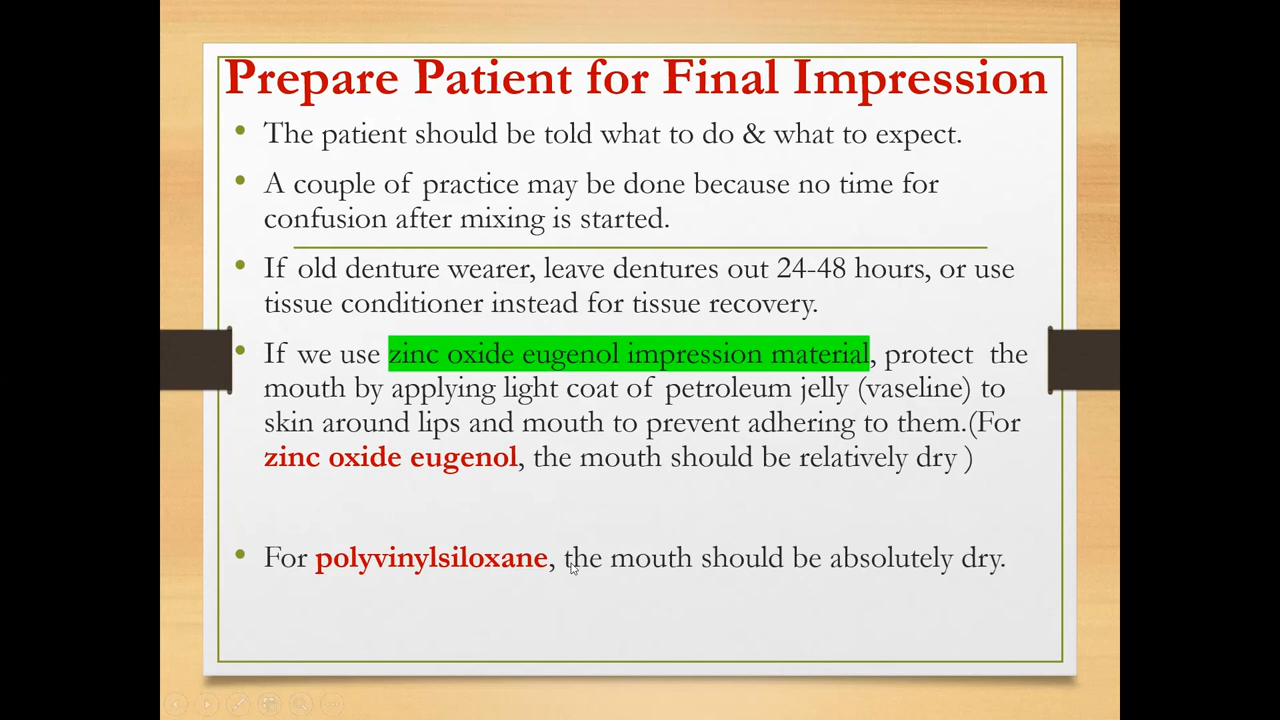 Prepare Patient for Final Impression
• The patient should be told what to do & what to expect.
• A couple of practice may be done because no time for
confusion after mixing is started.
• If old denture wearer, leave dentures out 24-48 hours, or use
tissue conditioner instead for tissue recovery.
• If we use zinc oxide eugenol impression material, protect the
mouth by applying light coat of petroleum jelly (vaseline) to
skin around lips and mouth to prevent adhering to them.(For
zinc oxide eugenol, the mouth should be relatively dry )
• For polyvinylsiloxane, the mouth should be absolutely dry.